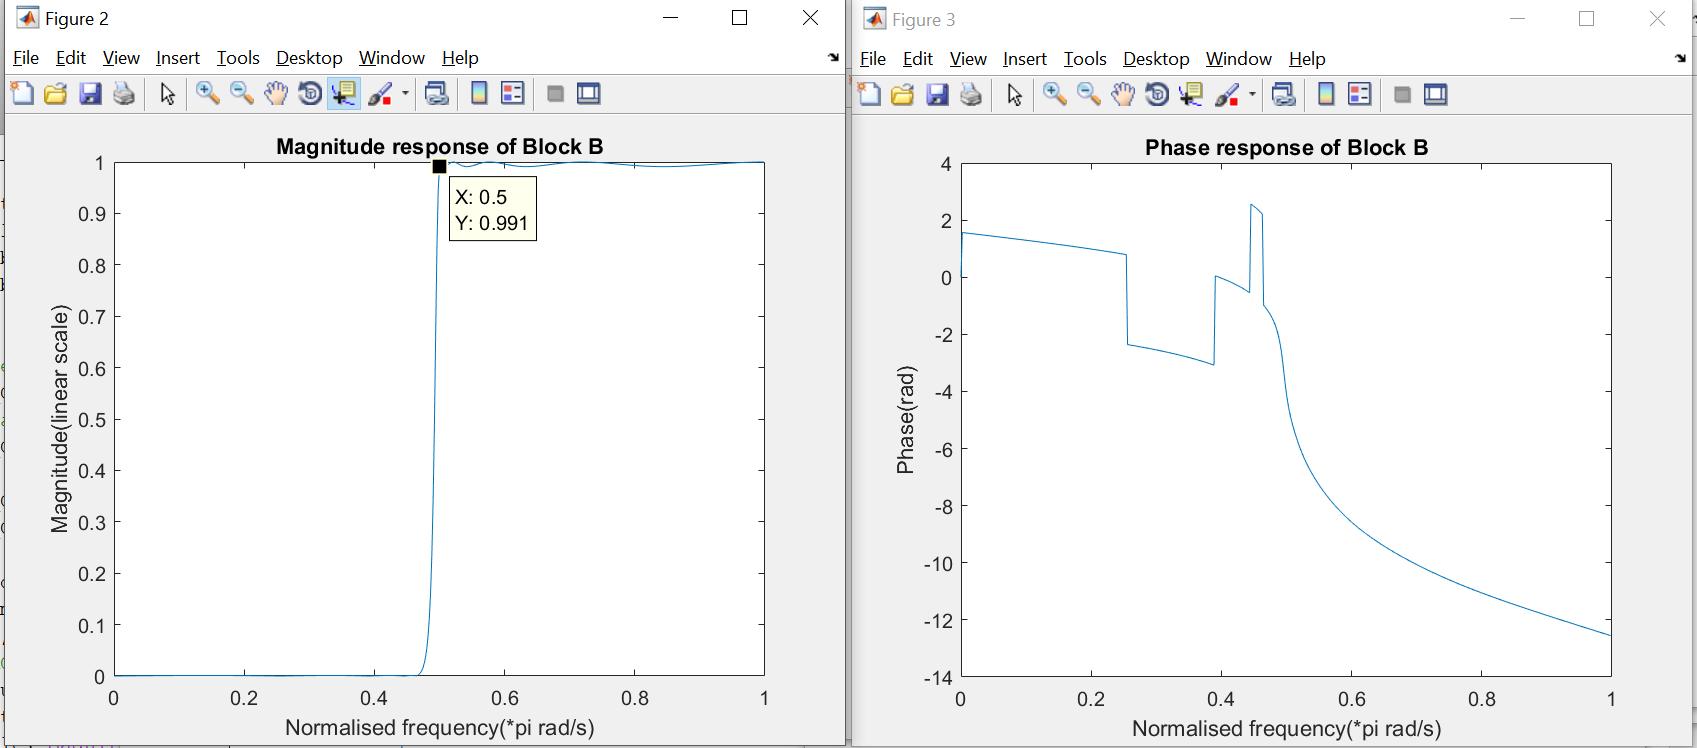 Figure 2
File Edit View Insert Tools Desktop Window Help
Magnitude response of Block B
1
0.9
0.8
0.7
0.6
0.5
0.4
0.3
0.2
0.1
0
Magnitude(linear scale)
X: 0.5
Y: 0.991
0 0.2 0.4 0.6 0.8 1
Normalised frequency(*pi rad/s)
Figure 3
File Edit View Insert Tools Desktop Window Help
Phase response of Block B
4
2
0
-2
-4
-6
-8
-10
-12
-14
Phase(rad)
0 0.2 0.4 0.6 0.8 1
Normalised frequency(*pi rad/s)